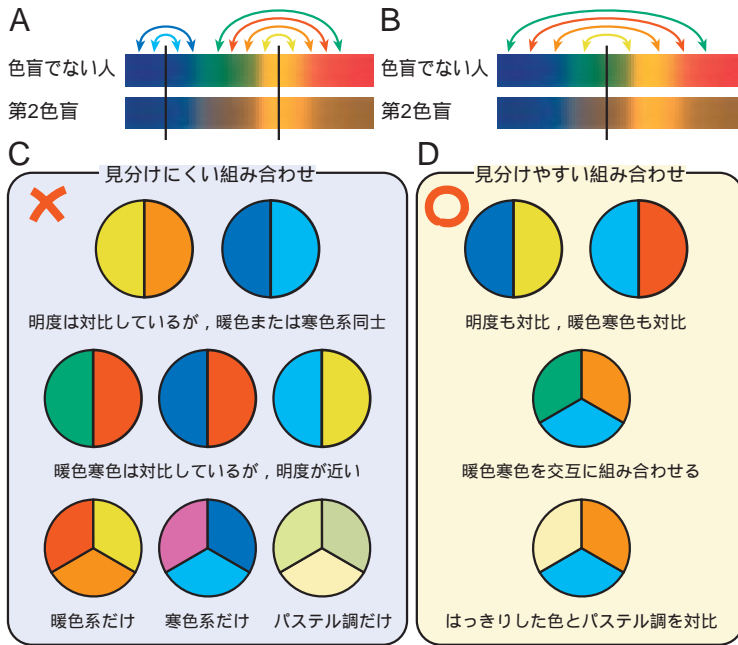 A
B
色盲でない人
色盲でない人
第2色盲
第2色盲
C
見分けにくい組み合わせ
明度は対比しているが，暖色または寒色系同士
暖色寒色は対比しているが，明度が近い
暖色系だけ
寒色系だけ
パステル調だけ
D
見分けやすい組み合わせ
明度も対比，暖色寒色も対比
暖色寒色を交互に組み合わせる
はっきりした色とパステル調を対比